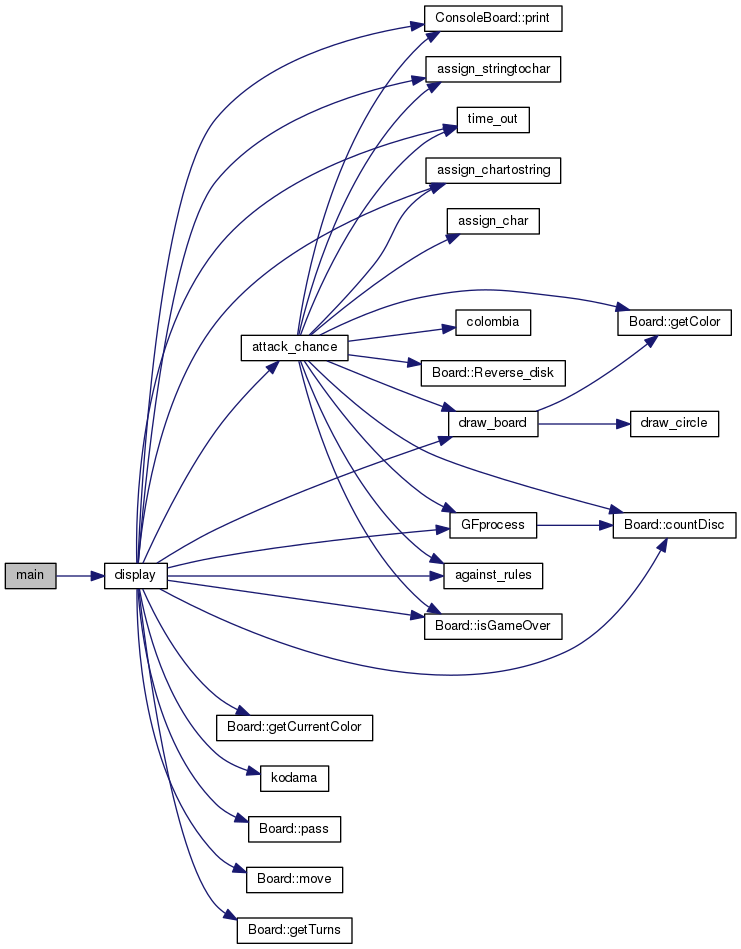 ConsoleBoard::print
assign_stringtochar
time_out
assign_chartostring
assign_char
colombia
Board::getColor
attack_chance
Board::Reverse_disk
draw_board
draw_circle
GFprocess
Board::countDisc
main
display
against_rules
Board::isGameOver
Board::getCurrentColor
kodama
Board::pass
Board::move
Board::getTurns